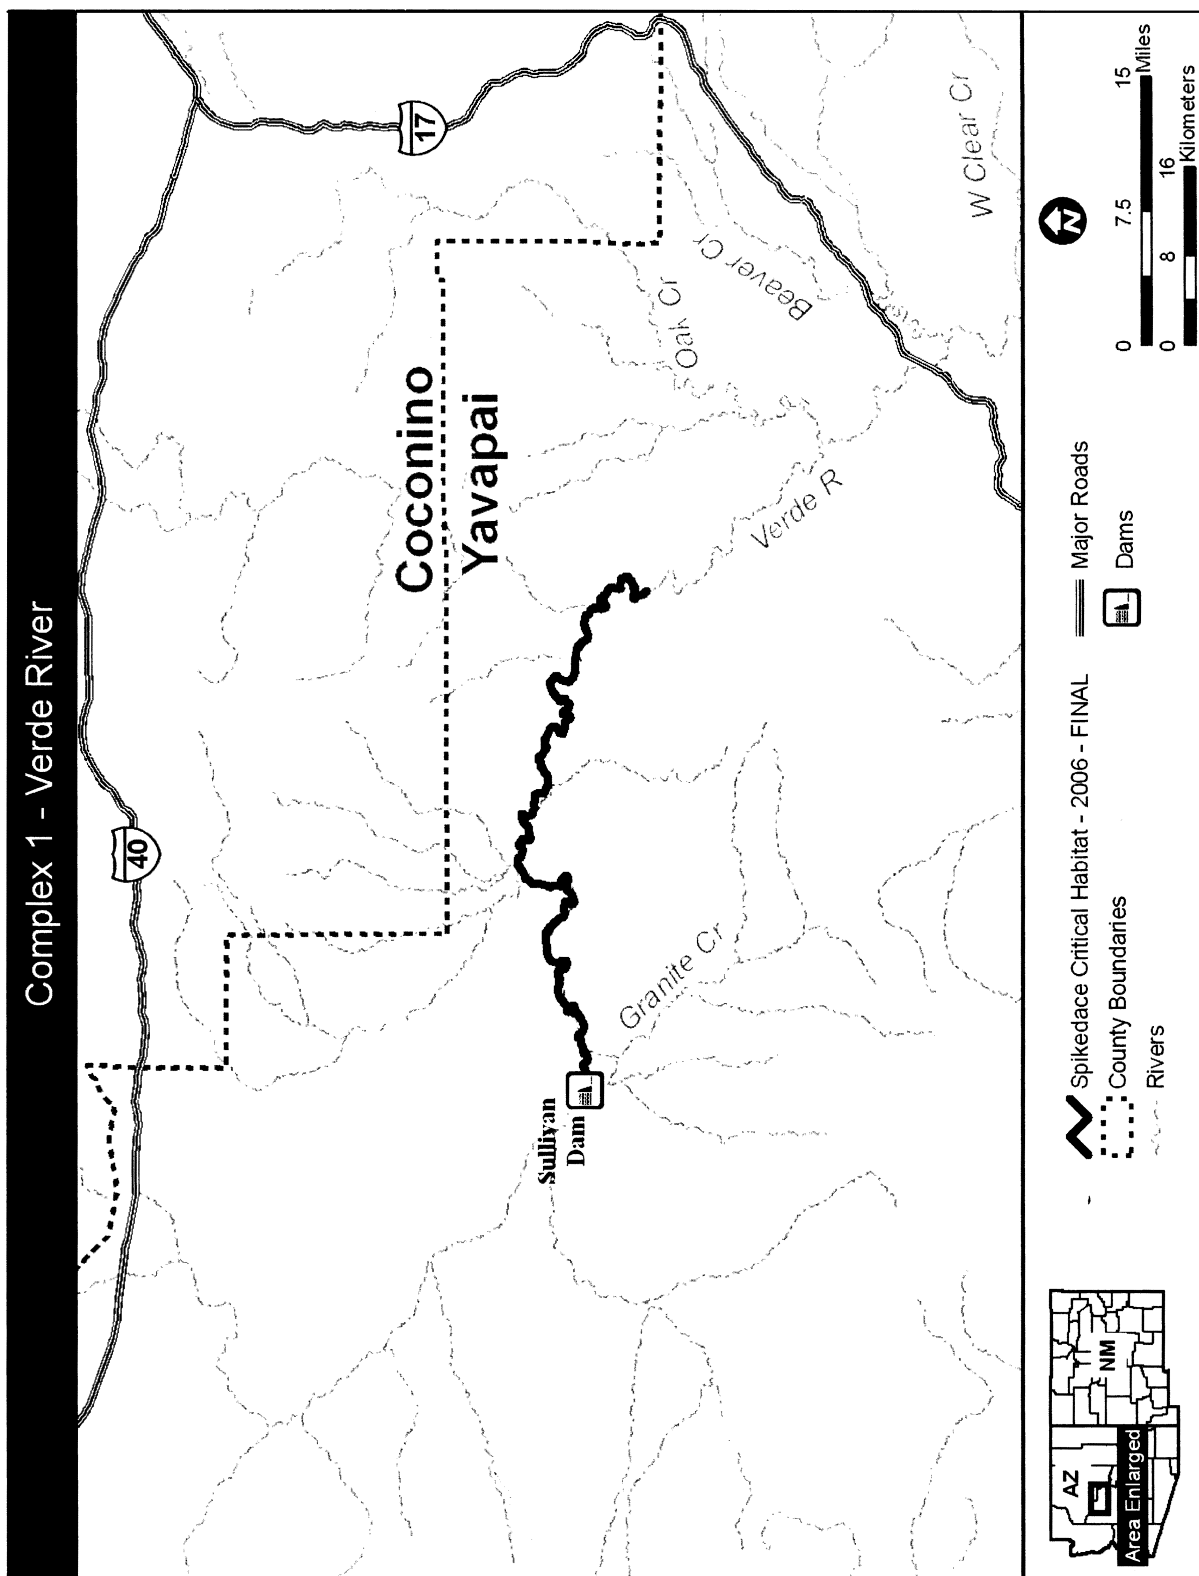 Complex 1 - Verde River
40
17
Coconino
Yavapai
Sullivan
Dam
Granite Cr
Verde R
Oak Cr
Beaver Cr
W Clear Cr
AZ
NM
Area Enlarged
Spikedace Critical Habitat - 2006 - FINAL
County Boundaries
Rivers
Major Roads
Dams
N
0 7.5 15
Miles
0 8 16
Kilometers